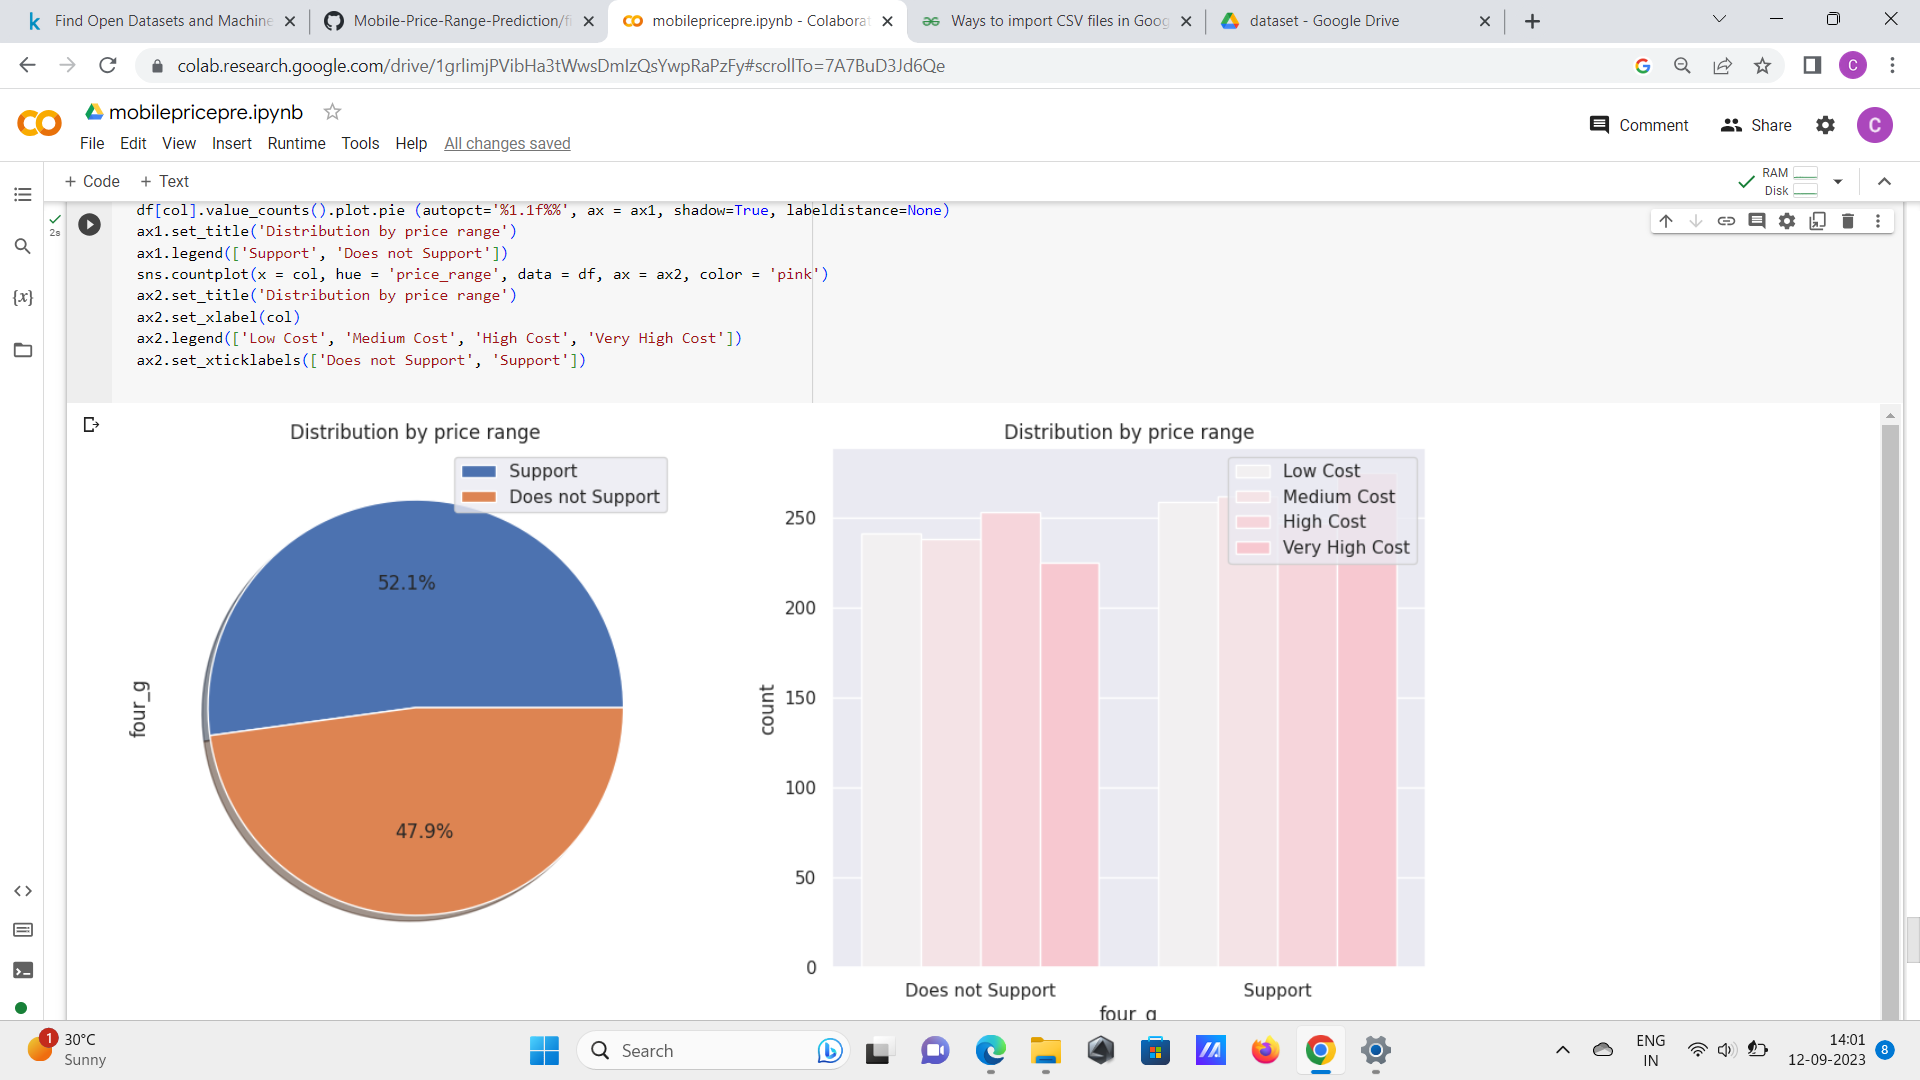 Find Open Datasets and Machine
Mobile-Price-Range-Prediction/fi
mobilepricepre.ipynb - Colaborat
Ways to import CSV files in Goog
dataset - Google Drive
colab.research.google.com/drive/1grlimjPVibHa3tWwsDmIzQsYwpRaPzFy#scrollTo=7A7BuD3Jd6Qe
C
mobilepricepre.ipynb
File Edit View Insert Runtime Tools Help All changes saved
Comment Share C
+ Code + Text
RAM
Disk
2s
df[col].value_counts().plot.pie (autopct='%1.1f%%', ax = ax1, shadow=True, labeldistance=None)
ax1.set_title('Distribution by price range')
ax1.legend(['Support', 'Does not Support'])
sns.countplot(x = col, hue = 'price_range', data = df, ax = ax2, color = 'pink')
ax2.set_title('Distribution by price range')
ax2.set_xlabel(col)
ax2.legend(['Low Cost', 'Medium Cost', 'High Cost', 'Very High Cost'])
ax2.set_xticklabels(['Does not Support', 'Support'])
{x}
Distribution by price range
Support
Does not Support
52.1%
47.9%
four_g
Distribution by price range
Low Cost
Medium Cost
High Cost
Very High Cost
250
200
150
100
50
0
count
Does not Support Support
four_g
1
30°C
Sunny
Search
ENG
IN
14:01
12-09-2023
8